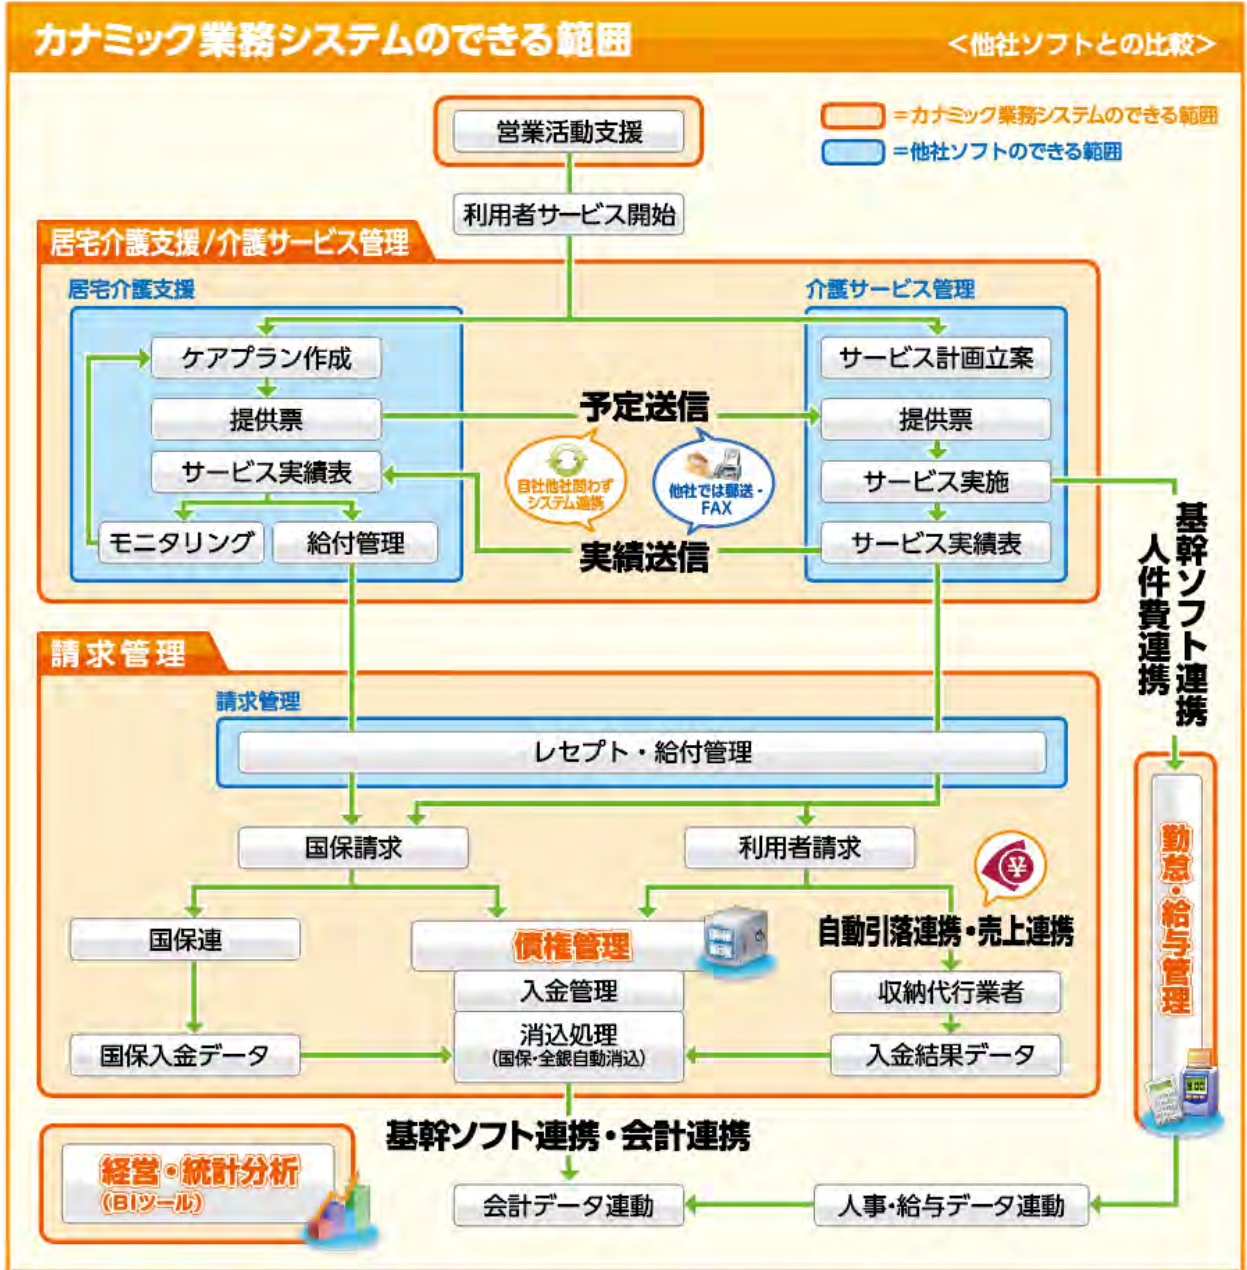 カナミック業務システムのできる範囲
＜他社ソフトとの比較＞
営業活動支援
＝カナミック業務システムのできる範囲
＝他社ソフトのできる範囲
利用者サービス開始
居宅介護支援/介護サービス管理
居宅介護支援
介護サービス管理
ケアプラン作成
サービス計画立案
提供票
予定送信
提供票
サービス実績表
自社他社問わず
システム連携
他社では郵送・
FAX
サービス実施
モニタリング
給付管理
実績送信
サービス実績表
基幹ソフト連携
人件費連携
請求管理
請求管理
レセプト・給付管理
国保請求
利用者請求
勤怠・給与管理
国保連
債権管理
自動引落連携・売上連携
入金管理
収納代行業者
国保入金データ
消込処理
(国保・全銀自動消込)
入金結果データ
基幹ソフト連携・会計連携
経営・統計分析
(BIツール)
会計データ連動
人事・給与データ連動